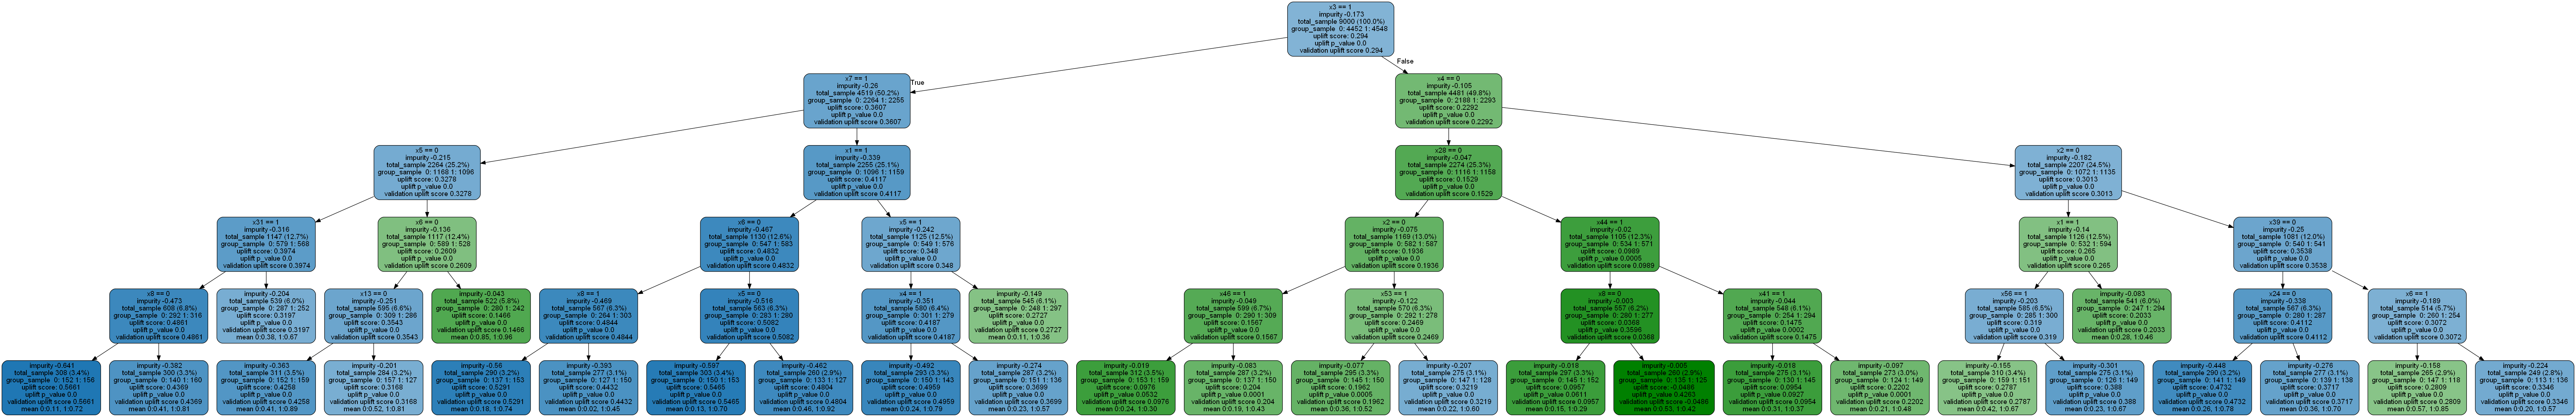 x3 == 1
impurity -0.173
total_sample 9000 (100.0%)
group_sample 0: 4452 1: 4548
uplift score: 0.294
uplift p_value 0.0
validation uplift score 0.294
True
False
x7 == 1
impurity -0.26
total_sample 4519 (50.2%)
group_sample 0: 2264 1: 2255
uplift score: 0.3607
uplift p_value 0.0
validation uplift score 0.3607
x4 == 0
impurity -0.105
total_sample 4481 (49.8%)
group_sample 0: 2188 1: 2293
uplift score: 0.2292
uplift p_value 0.0
validation uplift score 0.2292
x5 == 0
impurity -0.215
total_sample 2264 (25.2%)
group_sample 0: 1168 1: 1096
uplift score: 0.3278
uplift p_value 0.0
validation uplift score 0.3278
x1 == 1
impurity -0.339
total_sample 2255 (25.1%)
group_sample 0: 1096 1: 1159
uplift score: 0.4117
uplift p_value 0.0
validation uplift score 0.4117
x28 == 0
impurity -0.047
total_sample 2274 (25.3%)
group_sample 0: 1116 1: 1158
uplift score: 0.1529
uplift p_value 0.0
validation uplift score 0.1529
x2 == 0
impurity -0.182
total_sample 2207 (24.5%)
group_sample 0: 1072 1: 1135
uplift score: 0.3013
uplift p_value 0.0
validation uplift score 0.3013
x31 == 1
impurity -0.316
total_sample 1147 (12.7%)
group_sample 0: 579 1: 568
uplift score: 0.3974
uplift p_value 0.0
validation uplift score 0.3974
x6 == 0
impurity -0.136
total_sample 1117 (12.4%)
group_sample 0: 589 1: 528
uplift score: 0.2609
uplift p_value 0.0
validation uplift score 0.2609
x6 == 0
impurity -0.467
total_sample 1130 (12.6%)
group_sample 0: 547 1: 583
uplift score: 0.4832
uplift p_value 0.0
validation uplift score 0.4832
x5 == 1
impurity -0.242
total_sample 1125 (12.5%)
group_sample 0: 549 1: 576
uplift score: 0.348
uplift p_value 0.0
validation uplift score 0.348
x2 == 0
impurity -0.075
total_sample 1169 (13.0%)
group_sample 0: 582 1: 587
uplift score: 0.1936
uplift p_value 0.0
validation uplift score 0.1936
x44 == 1
impurity -0.02
total_sample 1105 (12.3%)
group_sample 0: 534 1: 571
uplift score: 0.0989
uplift p_value 0.0005
validation uplift score 0.0989
x1 == 1
impurity -0.14
total_sample 1126 (12.5%)
group_sample 0: 532 1: 594
uplift score: 0.265
uplift p_value 0.0
validation uplift score 0.265
x39 == 0
impurity -0.25
total_sample 1081 (12.0%)
group_sample 0: 540 1: 541
uplift score: 0.3538
uplift p_value 0.0
validation uplift score 0.3538
x8 == 0
impurity -0.473
total_sample 608 (6.8%)
group_sample 0: 292 1: 316
uplift score: 0.4861
uplift p_value 0.0
validation uplift score 0.4861
impurity -0.204
total_sample 539 (6.0%)
group_sample 0: 287 1: 252
uplift score: 0.3197
uplift p_value 0.0
validation uplift score 0.3197
mean 0:0.38, 1:0.67
x13 == 0
impurity -0.251
total_sample 595 (6.6%)
group_sample 0: 309 1: 286
uplift score: 0.3543
uplift p_value 0.0
validation uplift score 0.3543
impurity -0.043
total_sample 522 (5.8%)
group_sample 0: 280 1: 242
uplift score: 0.1466
uplift p_value 0.0
validation uplift score 0.1466
mean 0:0.85, 1:0.96
x8 == 1
impurity -0.469
total_sample 567 (6.3%)
group_sample 0: 264 1: 303
uplift score: 0.4844
uplift p_value 0.0
validation uplift score 0.4844
x5 == 0
impurity -0.516
total_sample 563 (6.3%)
group_sample 0: 283 1: 280
uplift score: 0.5082
uplift p_value 0.0
validation uplift score 0.5082
x4 == 1
impurity -0.351
total_sample 580 (6.4%)
group_sample 0: 301 1: 279
uplift score: 0.4187
uplift p_value 0.0
validation uplift score 0.4187
impurity -0.149
total_sample 545 (6.1%)
group_sample 0: 248 1: 297
uplift score: 0.2727
uplift p_value 0.0
validation uplift score 0.2727
mean 0:0.11, 1:0.36
x46 == 1
impurity -0.049
total_sample 599 (6.7%)
group_sample 0: 290 1: 309
uplift score: 0.1567
uplift p_value 0.0
validation uplift score 0.1567
x53 == 1
impurity -0.122
total_sample 570 (6.3%)
group_sample 0: 292 1: 278
uplift score: 0.2469
uplift p_value 0.0
validation uplift score 0.2469
x8 == 0
impurity -0.003
total_sample 557 (6.2%)
group_sample 0: 280 1: 277
uplift score: 0.0368
uplift p_value 0.3596
validation uplift score 0.0368
x41 == 1
impurity -0.044
total_sample 548 (6.1%)
group_sample 0: 254 1: 294
uplift score: 0.1475
uplift p_value 0.0002
validation uplift score 0.1475
x56 == 1
impurity -0.203
total_sample 585 (6.5%)
group_sample 0: 285 1: 300
uplift score: 0.319
uplift p_value 0.0
validation uplift score 0.319
impurity -0.083
total_sample 541 (6.0%)
group_sample 0: 247 1: 294
uplift score: 0.2033
uplift p_value 0.0
validation uplift score 0.2033
mean 0:0.28, 1:0.46
x24 == 0
impurity -0.338
total_sample 567 (6.3%)
group_sample 0: 280 1: 287
uplift score: 0.4112
uplift p_value 0.0
validation uplift score 0.4112
x6 == 1
impurity -0.189
total_sample 514 (5.7%)
group_sample 0: 260 1: 254
uplift score: 0.3072
uplift p_value 0.0
validation uplift score 0.3072
impurity -0.641
total_sample 308 (3.4%)
group_sample 0: 152 1: 156
uplift score: 0.5661
uplift p_value 0.0
validation uplift score 0.5661
mean 0:0.11, 1:0.72
impurity -0.382
total_sample 300 (3.3%)
group_sample 0: 140 1: 160
uplift score: 0.4369
uplift p_value 0.0
validation uplift score 0.4369
mean 0:0.41, 1:0.81
impurity -0.363
total_sample 311 (3.5%)
group_sample 0: 152 1: 159
uplift score: 0.4258
uplift p_value 0.0
validation uplift score 0.4258
mean 0:0.41, 1:0.89
impurity -0.201
total_sample 284 (3.2%)
group_sample 0: 157 1: 127
uplift score: 0.3168
uplift p_value 0.0
validation uplift score 0.3168
mean 0:0.52, 1:0.81
impurity -0.56
total_sample 290 (3.2%)
group_sample 0: 137 1: 153
uplift score: 0.5291
uplift p_value 0.0
validation uplift score 0.5291
mean 0:0.18, 1:0.74
impurity -0.393
total_sample 277 (3.1%)
group_sample 0: 127 1: 150
uplift score: 0.4432
uplift p_value 0.0
validation uplift score 0.4432
mean 0:0.02, 1:0.45
impurity -0.597
total_sample 303 (3.4%)
group_sample 0: 150 1: 153
uplift score: 0.5465
uplift p_value 0.0
validation uplift score 0.5465
mean 0:0.13, 1:0.70
impurity -0.462
total_sample 260 (2.9%)
group_sample 0: 133 1: 127
uplift score: 0.4804
uplift p_value 0.0
validation uplift score 0.4804
mean 0:0.46, 1:0.92
impurity -0.492
total_sample 293 (3.3%)
group_sample 0: 150 1: 143
uplift score: 0.4959
uplift p_value 0.0
validation uplift score 0.4959
mean 0:0.24, 1:0.79
impurity -0.274
total_sample 287 (3.2%)
group_sample 0: 151 1: 136
uplift score: 0.3699
uplift p_value 0.0
validation uplift score 0.3699
mean 0:0.23, 1:0.57
impurity -0.019
total_sample 312 (3.5%)
group_sample 0: 153 1: 159
uplift score: 0.0976
uplift p_value 0.0532
validation uplift score 0.0976
mean 0:0.24, 1:0.30
impurity -0.083
total_sample 287 (3.2%)
group_sample 0: 137 1: 150
uplift score: 0.204
uplift p_value 0.0001
validation uplift score 0.204
mean 0:0.19, 1:0.43
impurity -0.077
total_sample 295 (3.3%)
group_sample 0: 145 1: 150
uplift score: 0.1962
uplift p_value 0.0005
validation uplift score 0.1962
mean 0:0.36, 1:0.52
impurity -0.207
total_sample 275 (3.1%)
group_sample 0: 147 1: 128
uplift score: 0.3219
uplift p_value 0.0
validation uplift score 0.3219
mean 0:0.22, 1:0.60
impurity -0.018
total_sample 297 (3.3%)
group_sample 0: 145 1: 152
uplift score: 0.0957
uplift p_value 0.0611
validation uplift score 0.0957
mean 0:0.15, 1:0.29
impurity -0.006
total_sample 260 (2.9%)
group_sample 0: 135 1: 125
uplift score: -0.0486
uplift p_value 0.4263
validation uplift score -0.0486
mean 0:0.53, 1:0.42
impurity -0.018
total_sample 275 (3.1%)
group_sample 0: 130 1: 145
uplift score: 0.0954
uplift p_value 0.0927
validation uplift score 0.0954
mean 0:0.31, 1:0.37
impurity -0.097
total_sample 273 (3.0%)
group_sample 0: 124 1: 149
uplift score: 0.2202
uplift p_value 0.0001
validation uplift score 0.2202
mean 0:0.21, 1:0.48
impurity -0.155
total_sample 310 (3.4%)
group_sample 0: 159 1: 151
uplift score: 0.2787
uplift p_value 0.0
validation uplift score 0.2787
mean 0:0.42, 1:0.67
impurity -0.301
total_sample 275 (3.1%)
group_sample 0: 126 1: 149
uplift score: 0.388
uplift p_value 0.0
validation uplift score 0.388
mean 0:0.23, 1:0.67
impurity -0.448
total_sample 290 (3.2%)
group_sample 0: 141 1: 149
uplift score: 0.4732
uplift p_value 0.0
validation uplift score 0.4732
mean 0:0.26, 1:0.78
impurity -0.276
total_sample 277 (3.1%)
group_sample 0: 139 1: 138
uplift score: 0.3717
uplift p_value 0.0
validation uplift score 0.3717
mean 0:0.36, 1:0.70
impurity -0.158
total_sample 265 (2.9%)
group_sample 0: 147 1: 118
uplift score: 0.2809
uplift p_value 0.0
validation uplift score 0.2809
mean 0:0.57, 1:0.85
impurity -0.224
total_sample 249 (2.8%)
group_sample 0: 113 1: 136
uplift score: 0.3346
uplift p_value 0.0
validation uplift score 0.3346
mean 0:0.20, 1:0.57